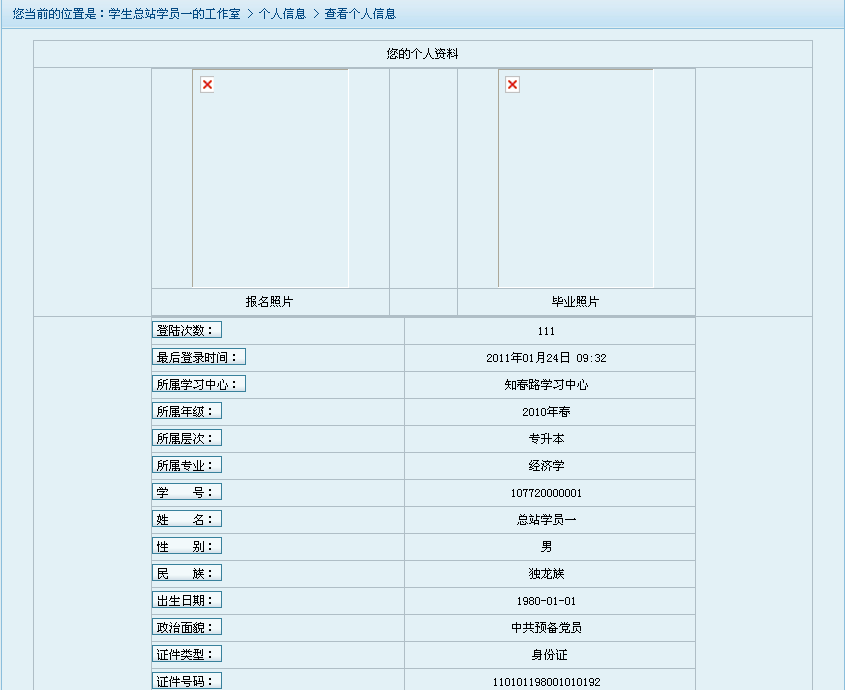 您当前的位置是：学生总站学员一的工作室 > 个人信息 > 查看个人信息
您的个人资料
报名照片 毕业照片
登陆次数： 111
最后登录时间： 2011年01月24日 09:32
所属学习中心： 知春路学习中心
所属年级： 2010年春
所属层次： 专升本
所属专业： 经济学
学 号： 107720000001
姓 名： 总站学员一
性 别： 男
民 族： 独龙族
出生日期： 1980-01-01
政治面貌： 中共预备党员
证件类型： 身份证
证件号码： 110101198001010192